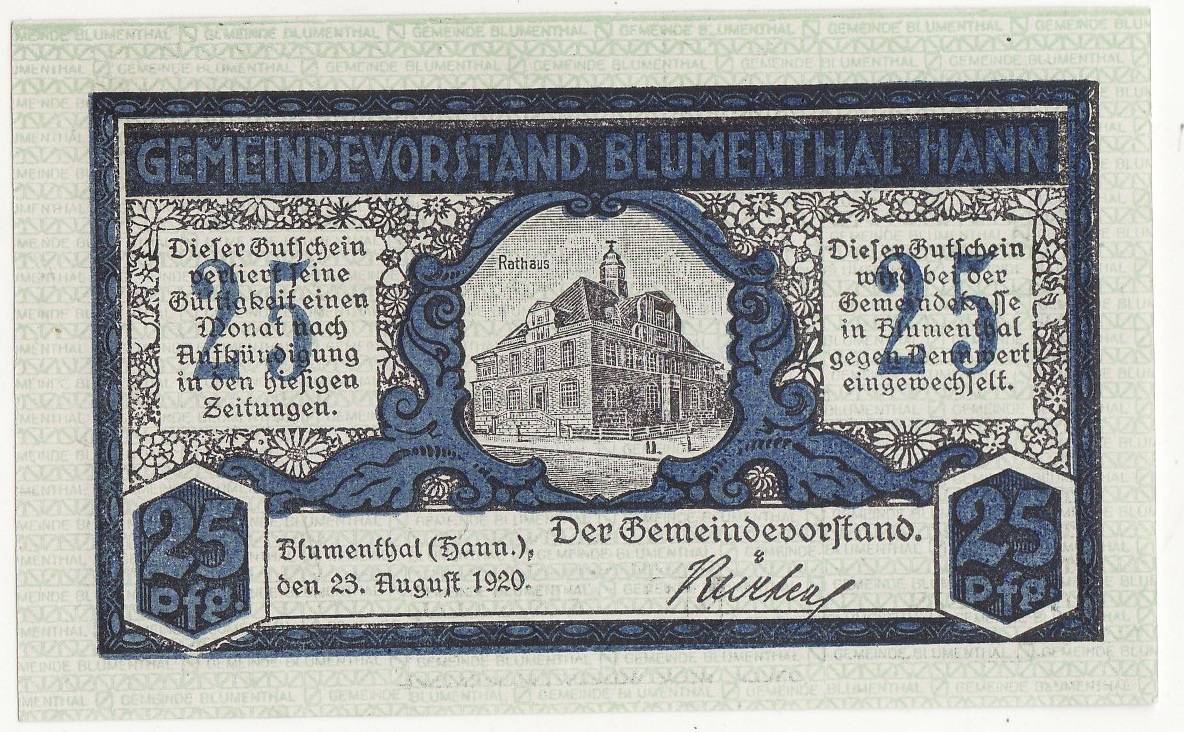 GEMEINDE BLUMENTHAL
GEMEINDEVORSTAND BLUMENTHAL HANN
Dieser Gutschein
verliert seine
Gültigkeit einen
Monat nach
Aufkündigung
in den hiesigen
Zeitungen.
25
Rathaus
Dieser Gutschein
wird bei der
Gemeindekasse
in Blumenthal
gegen Nennwert
eingewechselt.
25
25
Pfg.
Blumenthal (Hann.),
den 23. August 1920.
Der Gemeindevorstand.
25
Pfg.